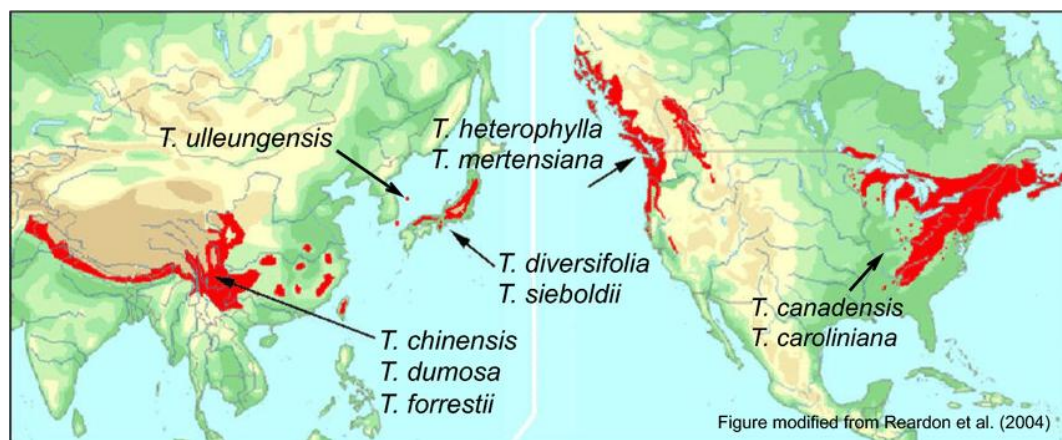 T. ulleungensis
T. heterophylla
T. mertensiana
T. diversifolia
T. sieboldii
T. chinensis
T. dumosa
T. forrestii
T. canadensis
T. caroliniana
Figure modified from Reardon et al. (2004)